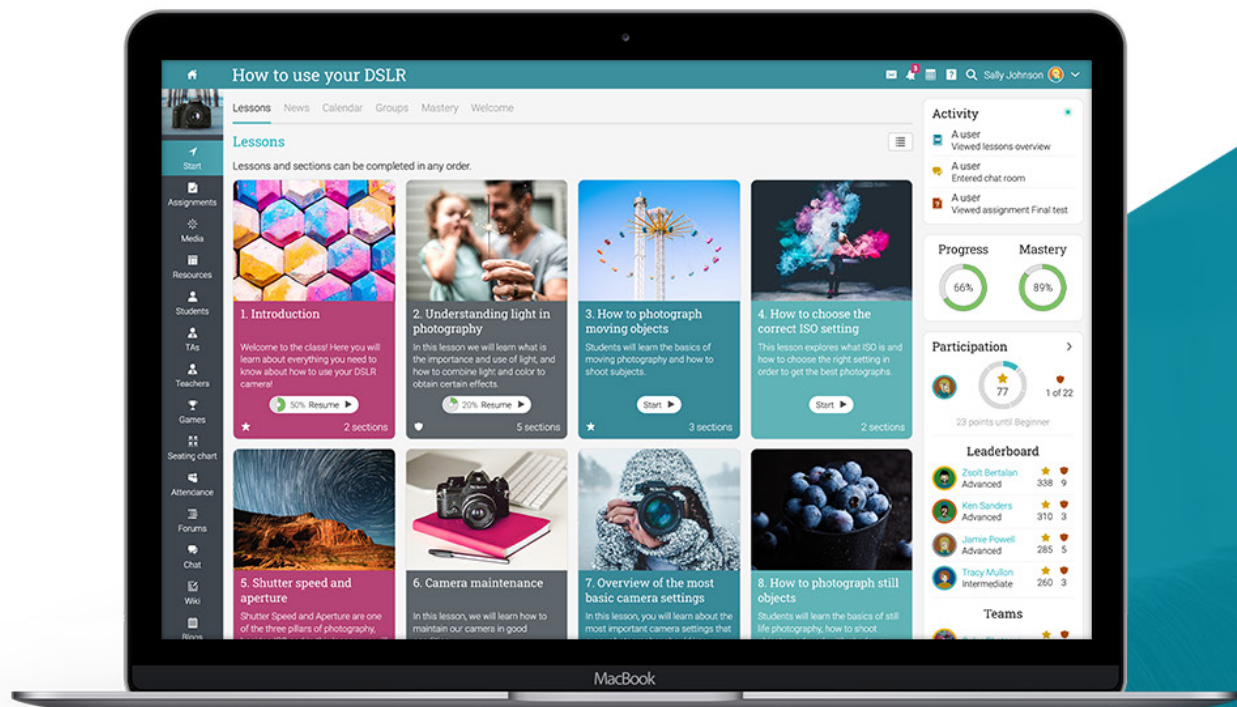 How to use your DSLR
3
?
Sally Johnson
Start
Assignments
Media
Resources
Students
TAs
Teachers
Games
Seating chart
Attendance
Forums
Chat
Wiki
Blogs
Lessons News Calendar Groups Mastery Welcome
Lessons
Lessons and sections can be completed in any order.
1. Introduction
Welcome to the class! Here you will
learn about everything you need to
know about how to use your DSLR
camera!
50% Resume
2 sections
2. Understanding light in
photography
In this lesson we will learn what is
the importance and use of light, and
how to combine light and color to
obtain certain effects.
20% Resume
5 sections
3. How to photograph
moving objects
Students will learn the basics of
moving photography and how to
shoot subjects.
Start
3 sections
4. How to choose the
correct ISO setting
This lesson explores what ISO is and
how to choose the right setting in
order to get the best photographs.
Start
2 sections
5. Shutter speed and
aperture
Shutter Speed and Aperture are one
of the three pillars of photography,
6. Camera maintenance
In this lesson, we will learn how to
maintain our camera in good
7. Overview of the most
basic camera settings
In this lesson, you will learn about the
most important camera settings that
8. How to photograph still
objects
Students will learn the basics of still
life photography, how to shoot
Activity
A user
Viewed lessons overview
A user
Entered chat room
A user
Viewed assignment Final test
Progress Mastery
66% 89%
Participation
77
1 of 22
23 points until Beginner
Leaderboard
Zsolt Bertalan
Advanced 338 9
Ken Sanders
Advanced 310 3
Jamie Powell
Advanced 285 5
Tracy Mullon
Intermediate 260 3
Teams
MacBook